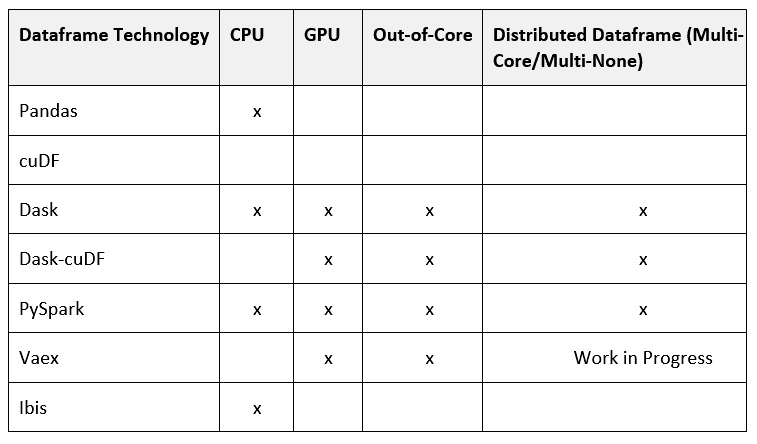 Dataframe Technology CPU GPU Out-of-Core Distributed Dataframe (Multi-
Core/Multi-None)
Pandas x
cuDF
Dask x x x x
Dask-cuDF x x x
PySpark x x x x
Vaex x x Work in Progress
Ibis x